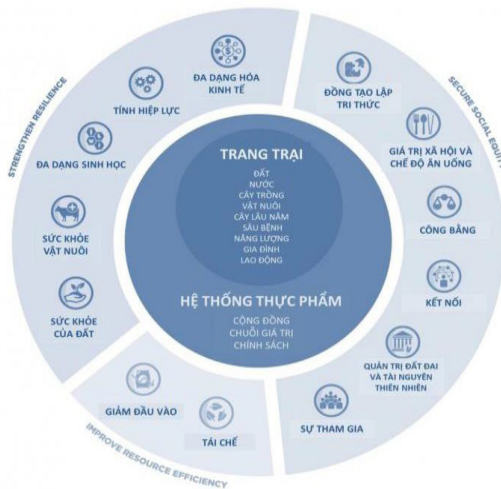 STRENGTHEN RESILIENCE
ĐA DẠNG HÓA
KINH TẾ
TÍNH HIỆP LỰC
ĐA DẠNG SINH HỌC
SỨC KHỎE
VẬT NUÔI
SỨC KHỎE
CỦA ĐẤT
SECURE SOCIAL EQUITY
ĐỒNG TẠO LẬP
TRI THỨC
GIÁ TRỊ XÃ HỘI VÀ
CHẾ ĐỘ ĂN UỐNG
CÔNG BẰNG
KẾT NỐI
QUẢN TRỊ ĐẤT ĐAI
VÀ TÀI NGUYÊN
THIÊN NHIÊN
SỰ THAM GIA
TRANG TRẠI
ĐẤT
NƯỚC
CÂY TRỒNG
VẬT NUÔI
CÂY LÂU NĂM
SÂU BỆNH
NĂNG LƯỢNG
GIA ĐÌNH
LAO ĐỘNG
HỆ THỐNG THỰC PHẨM
CỘNG ĐỒNG
CHUỖI GIÁ TRỊ
CHÍNH SÁCH
GIẢM ĐẦU VÀO
TÁI CHẾ
IMPROVE RESOURCE EFFICIENCY